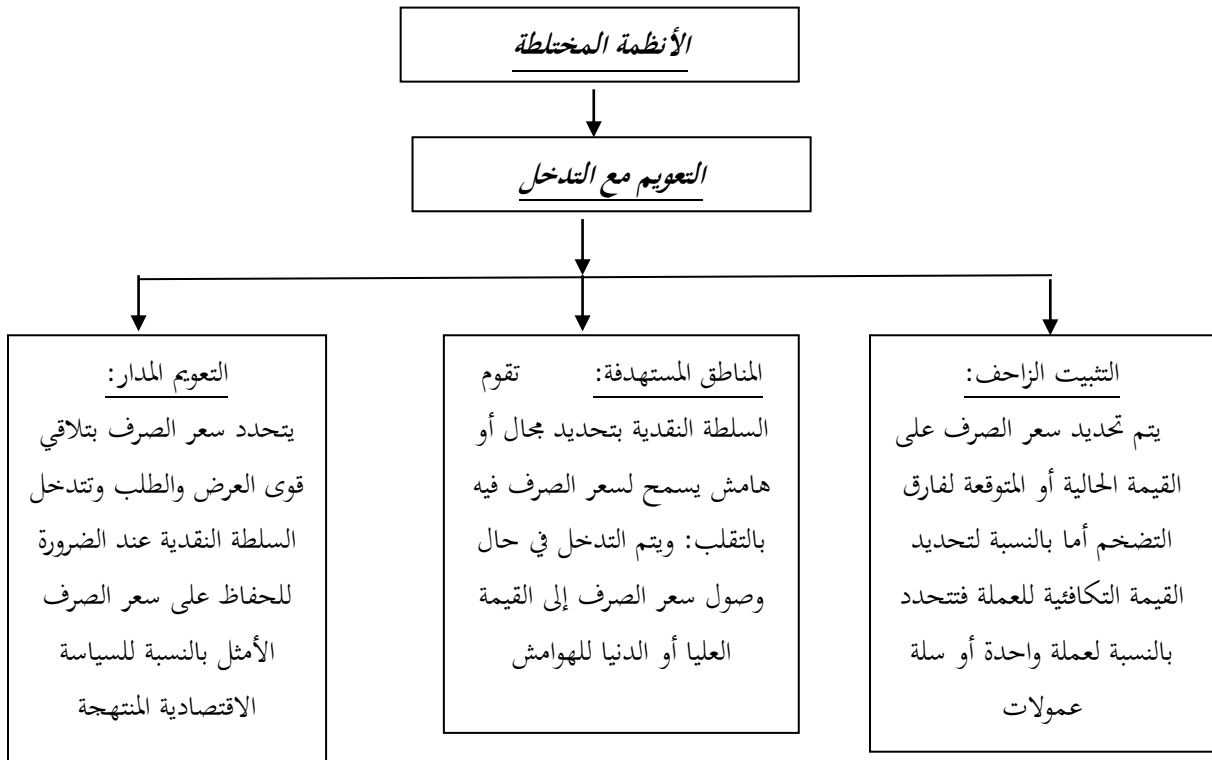 الأنظمة المختلطة
التعويم مع التدخل
التثبيت الزاحف:
يتم تحديد سعر الصرف على
القيمة الحالية أو المتوقعة لفارق
التضخم أما بالنسبة لتحديد
القيمة التكافئية للعملة فتتحدد
بالنسبة لعملة واحدة أو سلة
عمولات
المناطق المستهدفة: تقوم
السلطة النقدية بتحديد مجال أو
هامش يسمح لسعر الصرف فيه
بالتقلب: ويتم التدخل في حال
وصول سعر الصرف إلى القيمة
العليا أو الدنيا للهوامش
التعويم المدار:
يتحدد سعر الصرف بتلاقي
قوى العرض والطلب وتتدخل
السلطة النقدية عند الضرورة
للحفاظ على سعر الصرف
الأمثل بالنسبة للسياسة
الاقتصادية المنتهجة